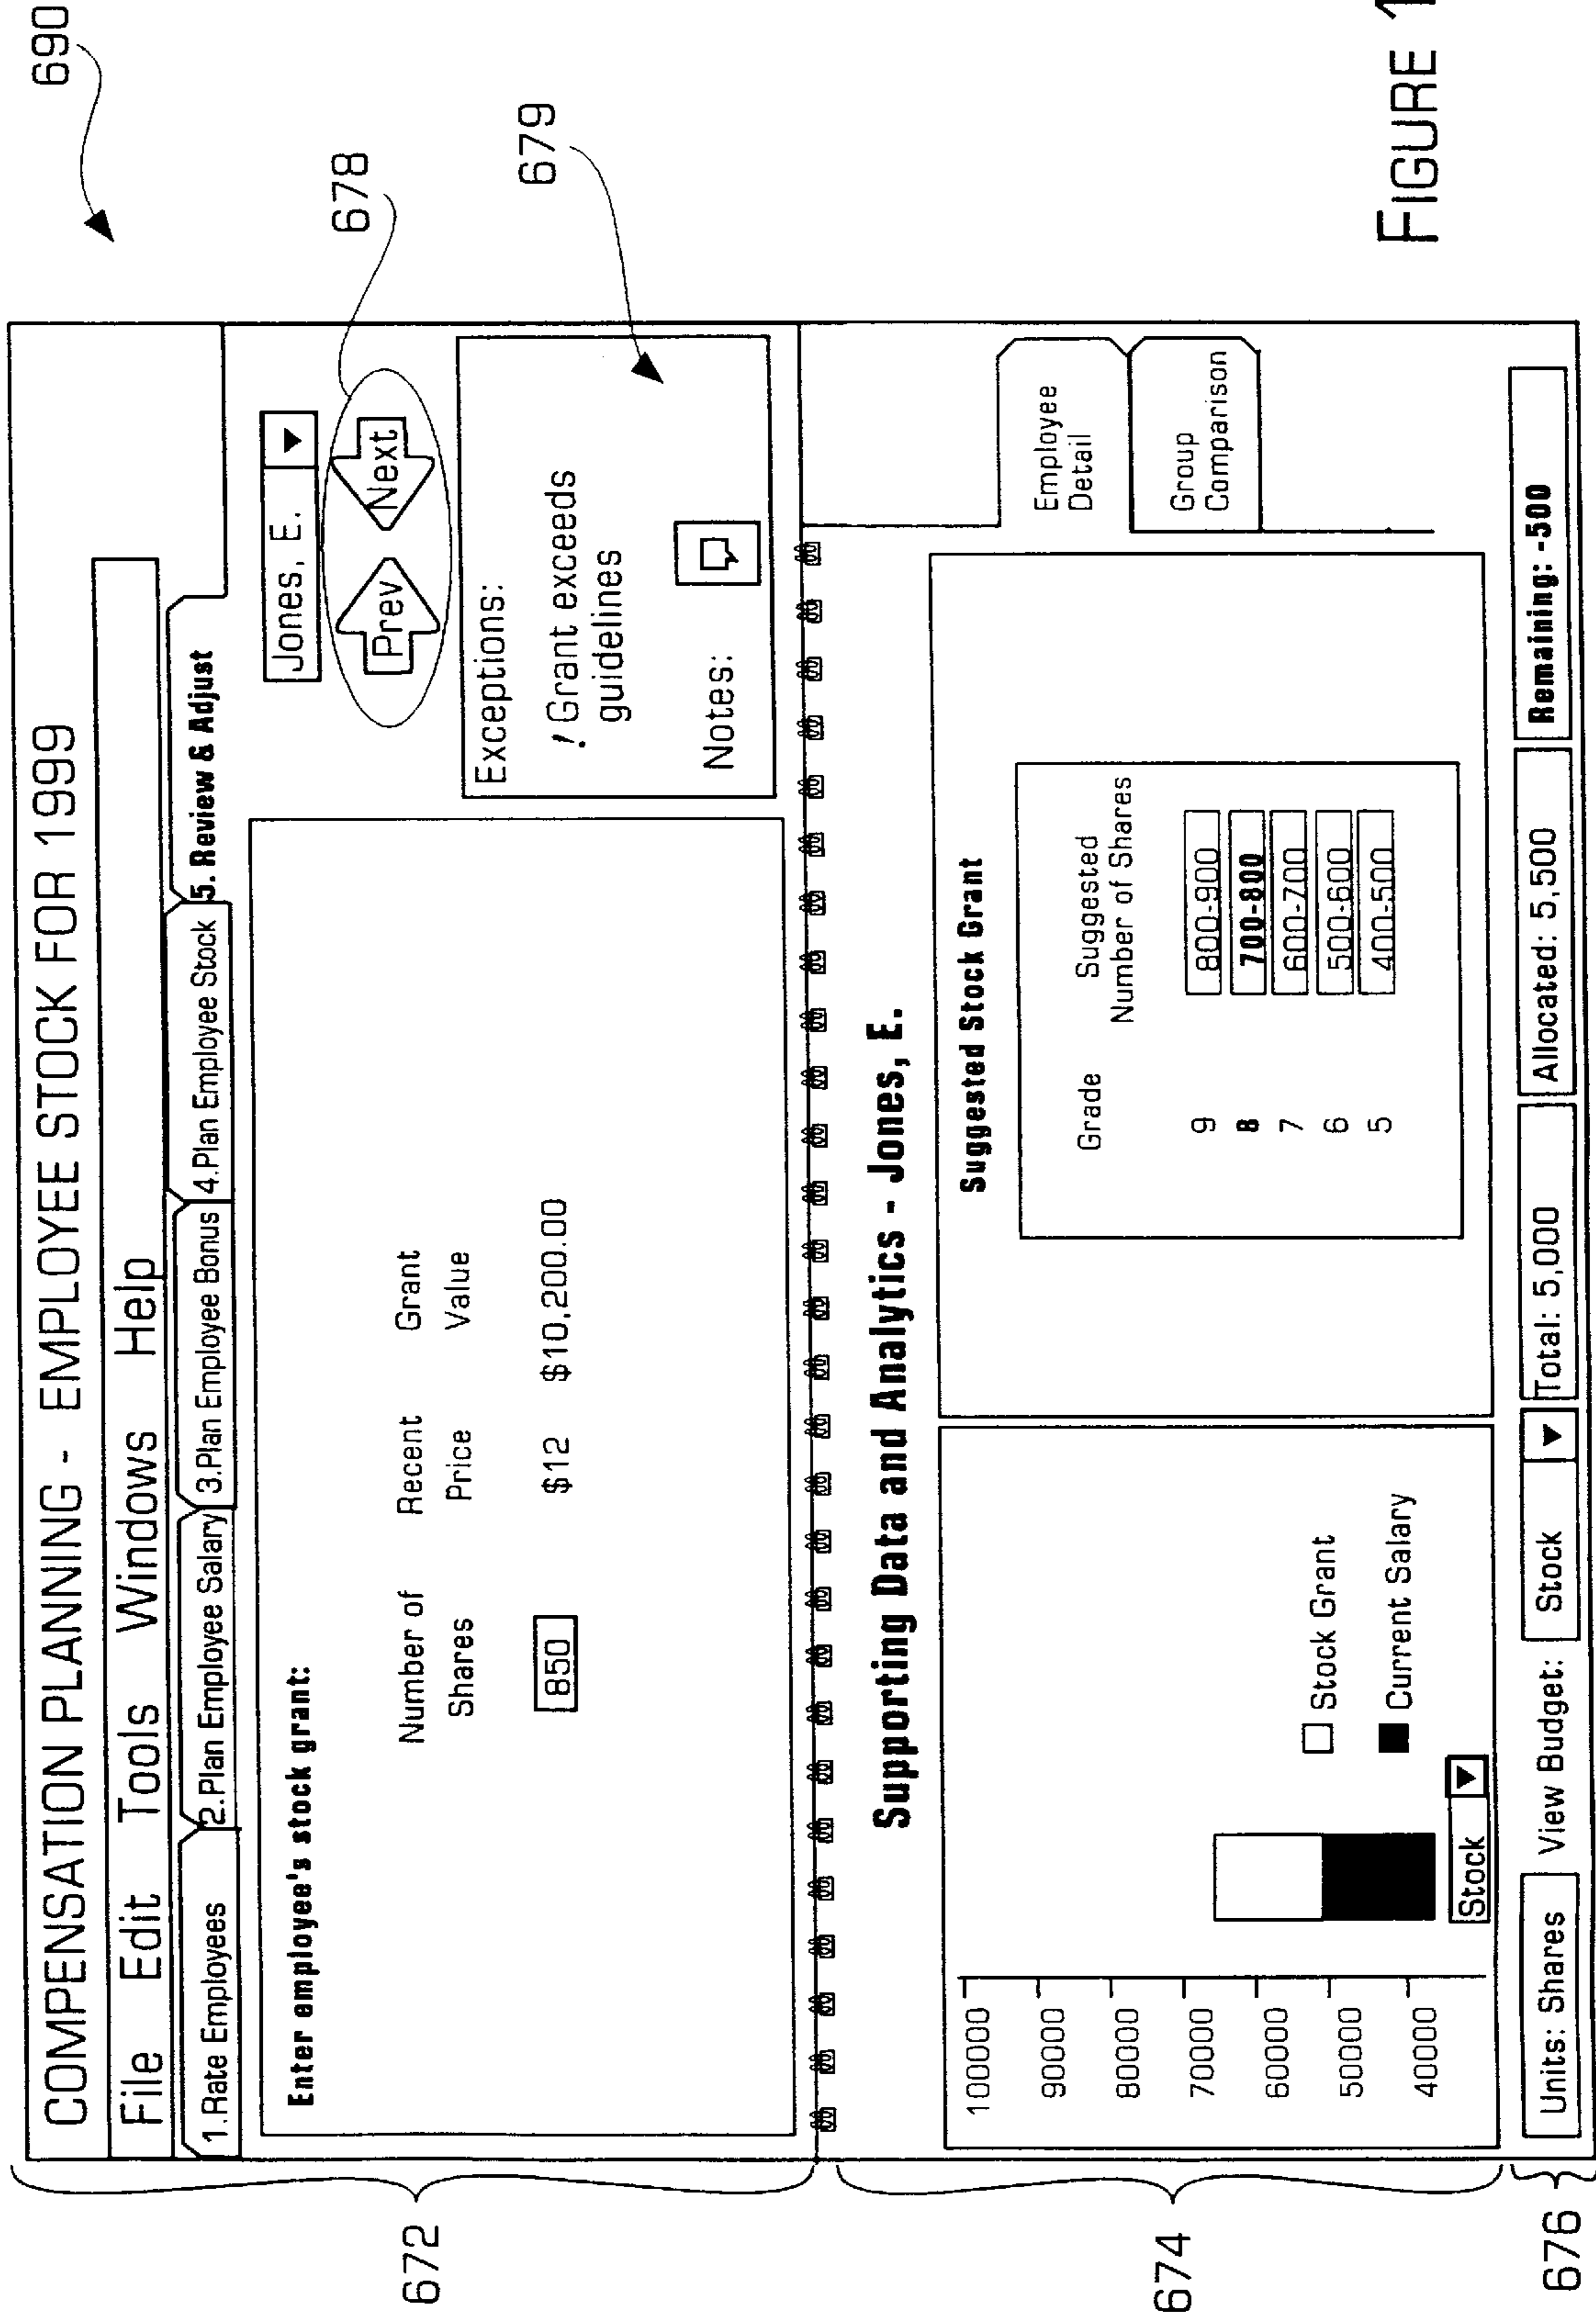 690
COMPENSATION PLANNING - EMPLOYEE STOCK FOR 1999
File Edit Tools Windows Help
1.Rate Employees 2.Plan Employee Salary 3.Plan Employee Bonus 4.Plan Employee Stock 5. Review & Adjust
Enter employee's stock grant:
Jones, E. ▼
678
Prev Next
Number of Shares
Recent Price
Grant Value
850 $12 $10,200.00
Exceptions:
! Grant exceeds
guidelines
Notes:
679
672
Supporting Data and Analytics - Jones, E.
100000
90000
80000
70000
60000
50000
40000
Stock Grant
Current Salary
Stock ▼
Suggested Stock Grant
Grade
Suggested
Number of Shares
9 800-900
8 700-800
7 600-700
6 500-600
5 400-500
Employee
Detail
Group
Comparison
674
Units: Shares View Budget: Stock ▼ Total: 5,000 Allocated: 5,500 Remaining: -500
676
FIGURE 1